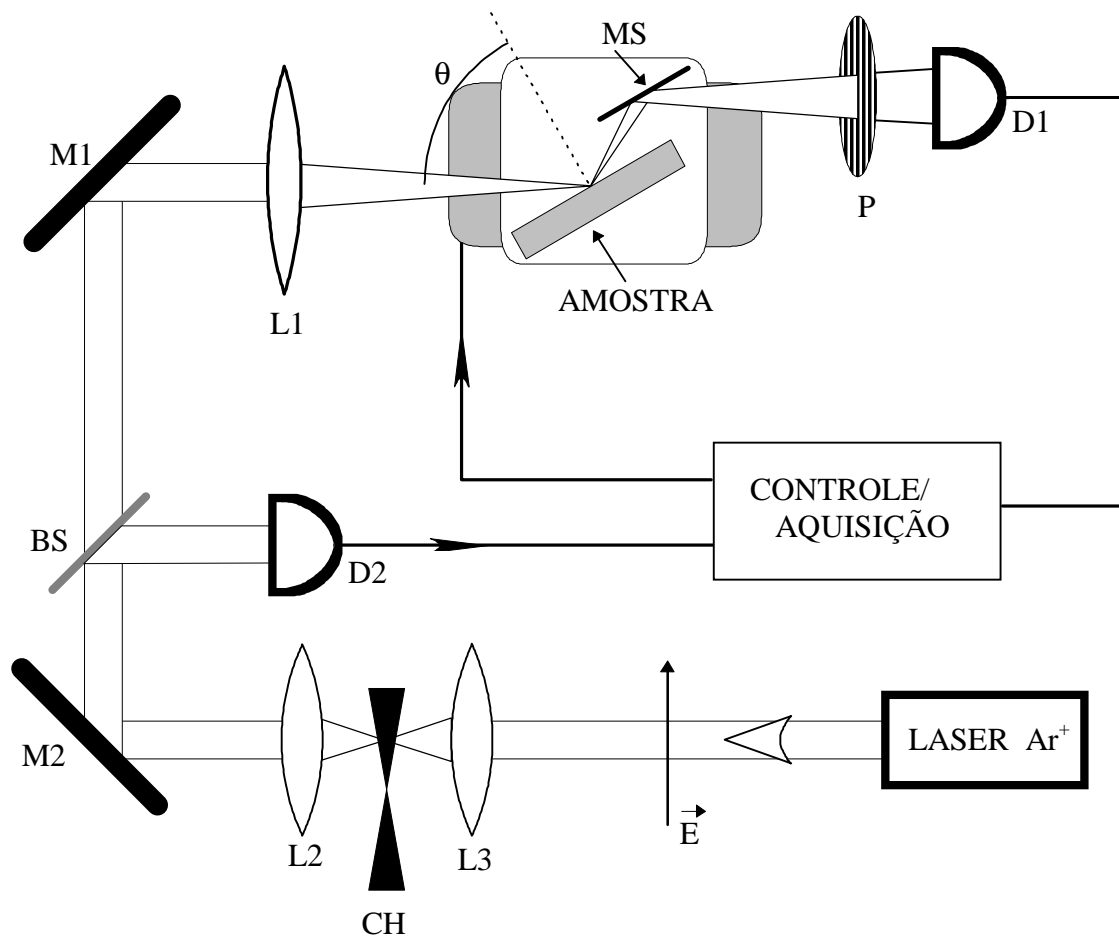 MS
θ
D1
M1
P
AMOSTRA
L1
CONTROLE/
AQUISIÇÃO
BS
D2
LASER Ar+
M2
E
L2
L3
CH